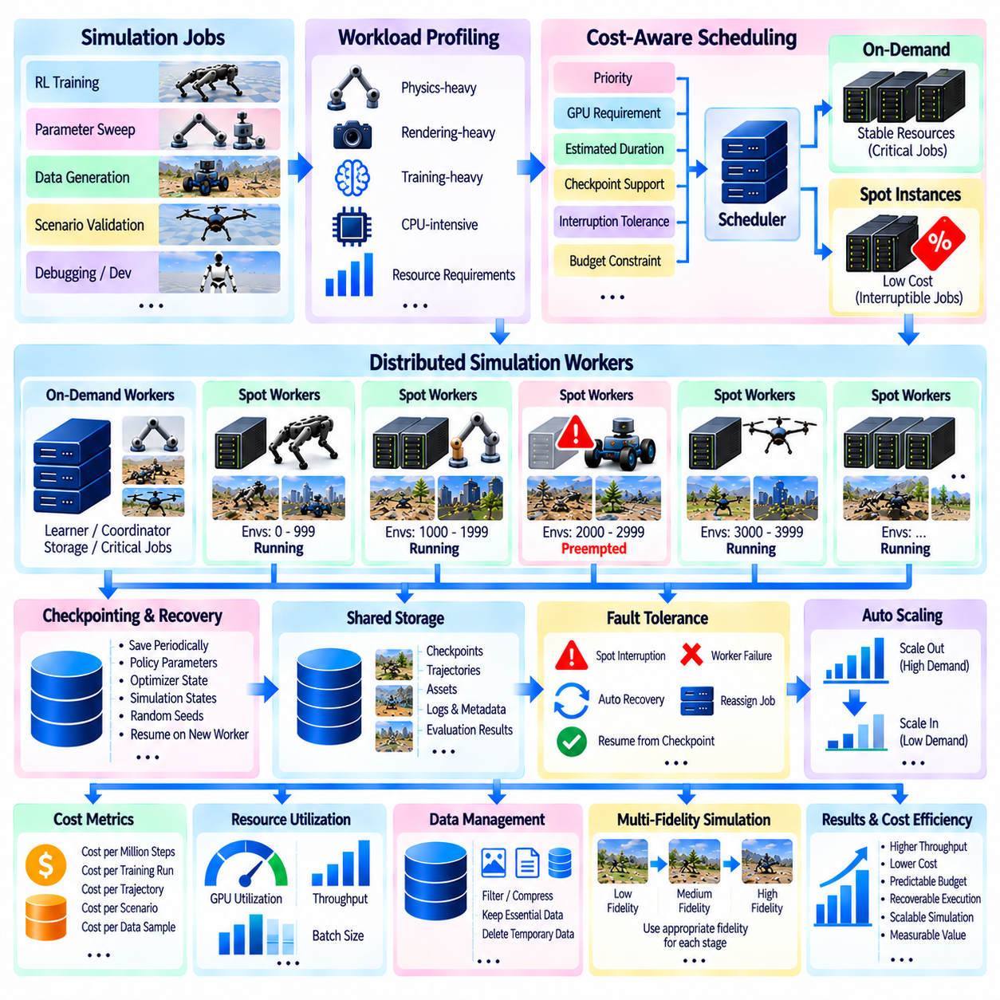 Simulation Jobs
RL Training
Parameter Sweep
Data Generation
Scenario Validation
Debugging / Dev
...
Workload Profiling
Physics-heavy
Rendering-heavy
Training-heavy
CPU-intensive
Resource Requirements
...
Cost-Aware Scheduling
Priority
GPU Requirement
Estimated Duration
Checkpoint Support
Interruption Tolerance
Budget Constraint
...
Scheduler
On-Demand
Stable Resources
(Critical Jobs)
Spot Instances
%
Low Cost
(Interruptible Jobs)
Distributed Simulation Workers
On-Demand Workers
Learner / Coordinator
Storage / Critical Jobs
Spot Workers
Envs: 0 - 999
Running
Spot Workers
Envs: 1000 - 1999
Running
Spot Workers
!
Envs: 2000 - 2999
Preempted
Spot Workers
Envs: 3000 - 3999
Running
Spot Workers
..
Envs: ...
Running
Checkpointing & Recovery
• Save Periodically
• Policy Parameters
• Optimizer State
• Simulation States
• Random Seeds
• Resume on New Worker
...
Shared Storage
Checkpoints
Trajectories
Assets
Logs & Metadata
Evaluation Results
...
Fault Tolerance
! Spot Interruption
Worker Failure
Auto Recovery
Reassign Job
Resume from Checkpoint
...
Auto Scaling
Scale Out
(High Demand)
Scale In
(Low Demand)
...
Cost Metrics
$
Cost per Million Steps
Cost per Training Run
Cost per Trajectory
Cost per Scenario
Cost per Data Sample
...
Resource Utilization
GPU Utilization
Throughput
Batch Size
...
Data Management
Filter / Compress
Keep Essential Data
Delete Temporary Data
...
Multi-Fidelity Simulation
Low
Fidelity
Medium
Fidelity
High
Fidelity
Use appropriate fidelity
for each stage
...
Results & Cost Efficiency
• Higher Throughput
• Lower Cost
• Predictable Budget
• Recoverable Execution
• Scalable Simulation
• Measurable Value
...